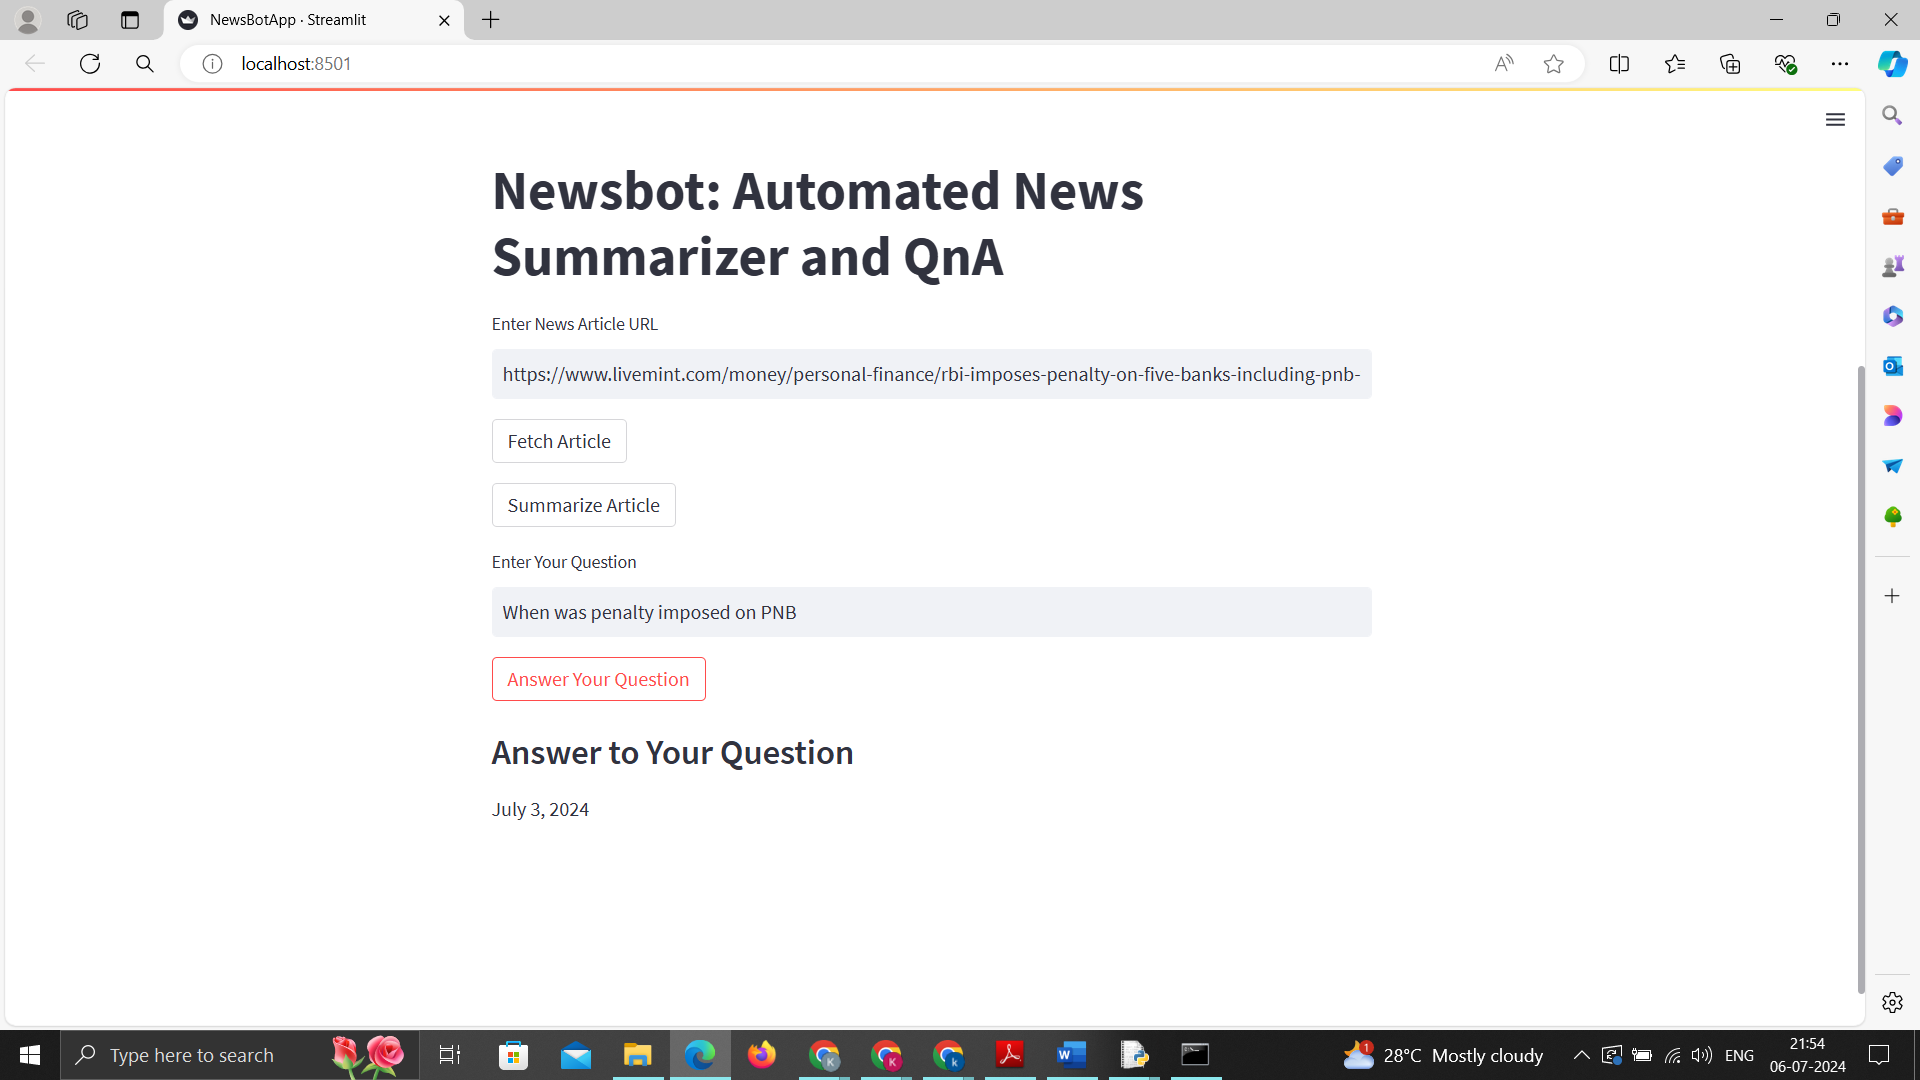 NewsBotApp · Streamlit
localhost:8501
Newsbot: Automated News
Summarizer and QnA
Enter News Article URL
https://www.livemint.com/money/personal-finance/rbi-imposes-penalty-on-five-banks-including-pnb-
Fetch Article
Summarize Article
Enter Your Question
When was penalty imposed on PNB
Answer Your Question
Answer to Your Question
July 3, 2024
Type here to search
1
28°C Mostly cloudy
ENG
21:54
06-07-2024